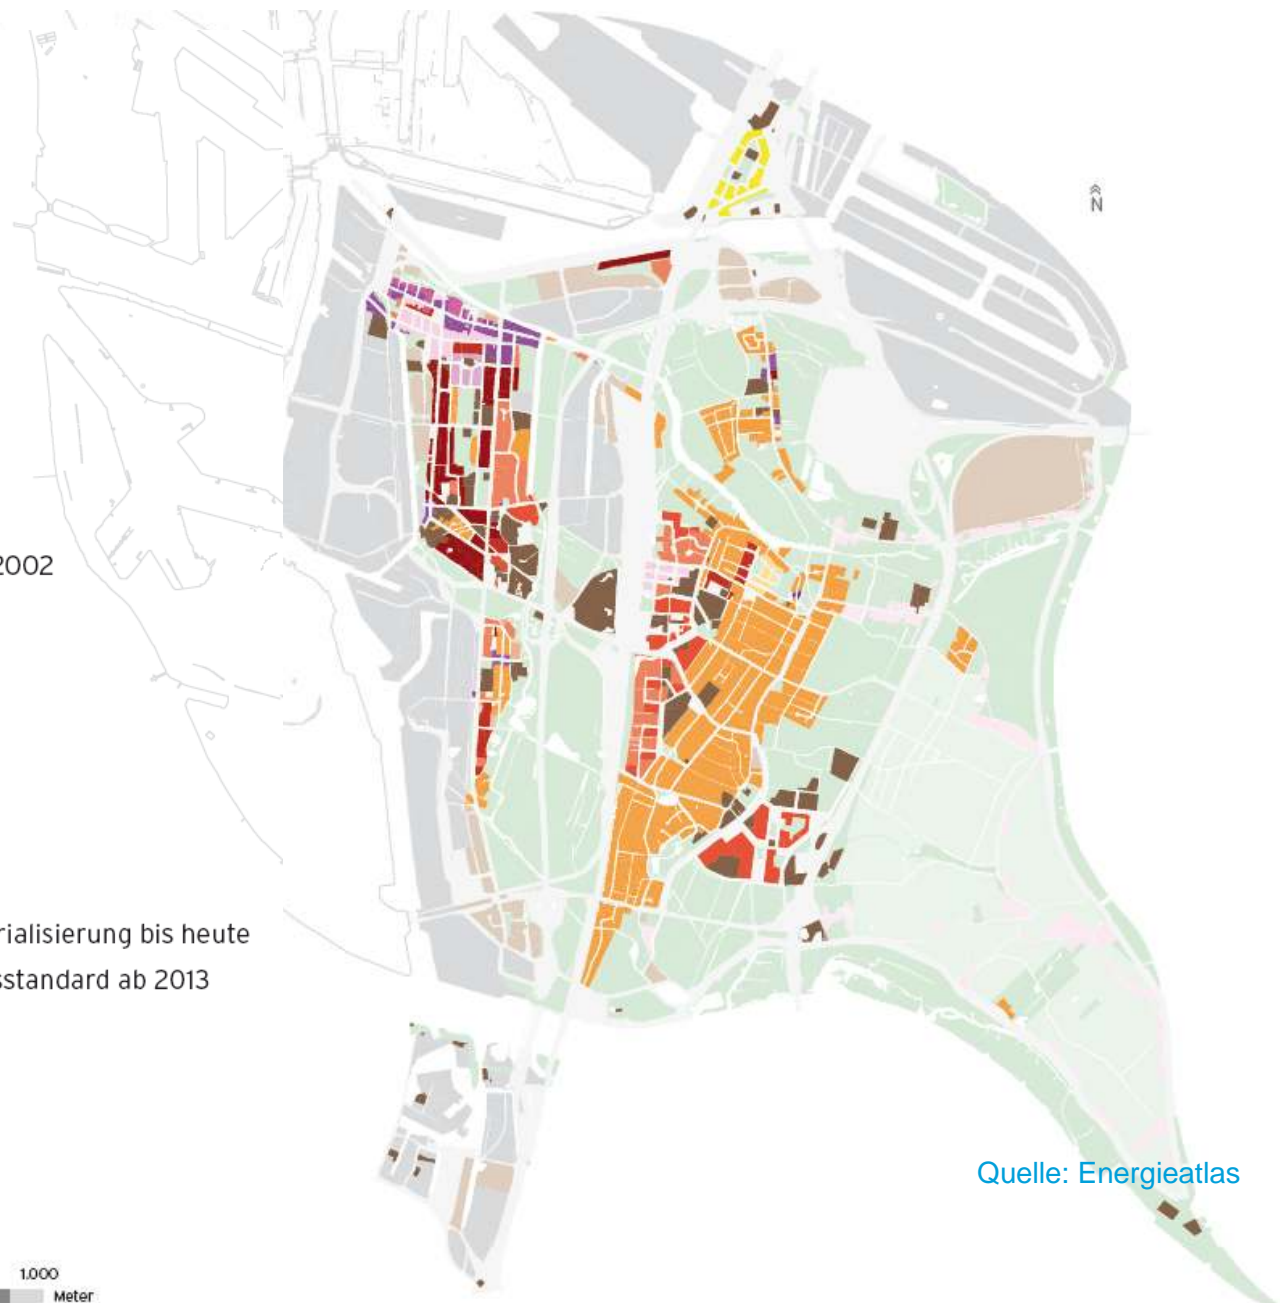 N
2002
rialisierung bis heute
sstandard ab 2013
Quelle: Energieatlas
1.000
Meter